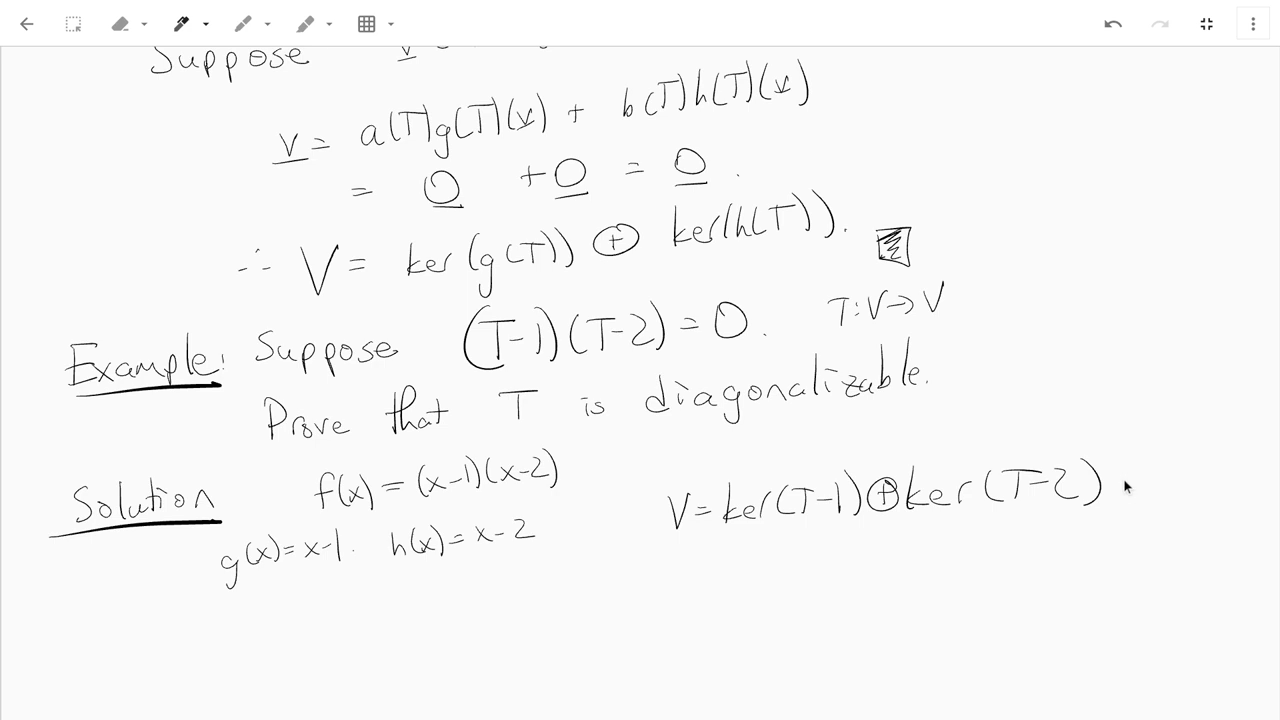 Suppose v
v = a(T)g(T)(v) + b(T)h(T)(v)
= 0 + 0 = 0.
∴ V = ker(g(T)) ⊕ ker(h(T)).
Example: Suppose (T-1)(T-2) = 0. T: V → V
Prove that T is diagonalizable.
Solution f(x) = (x-1)(x-2) V = ker(T-1) ⊕ ker(T-2)
g(x) = x-1. h(x) = x-2